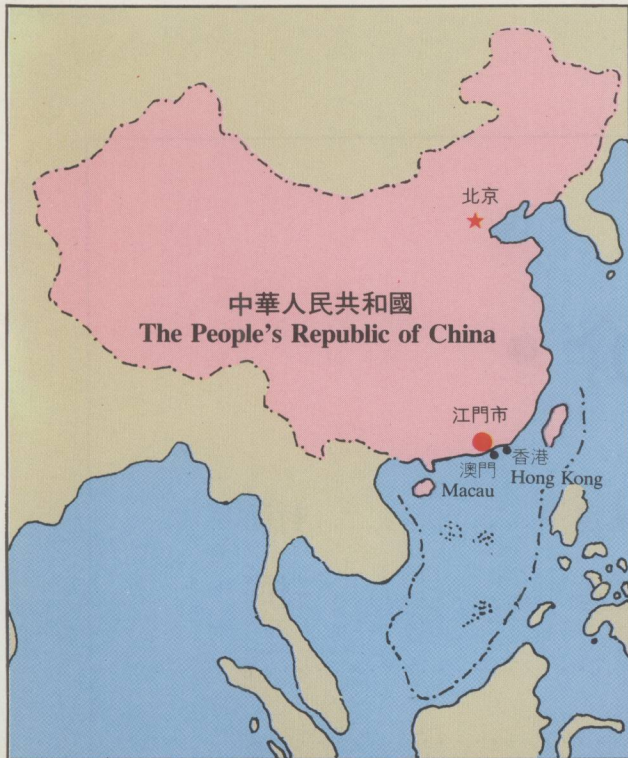 北京
中華人民共和國
The People's Republic of China
江門市
香港
Hong Kong
澳門
Macau